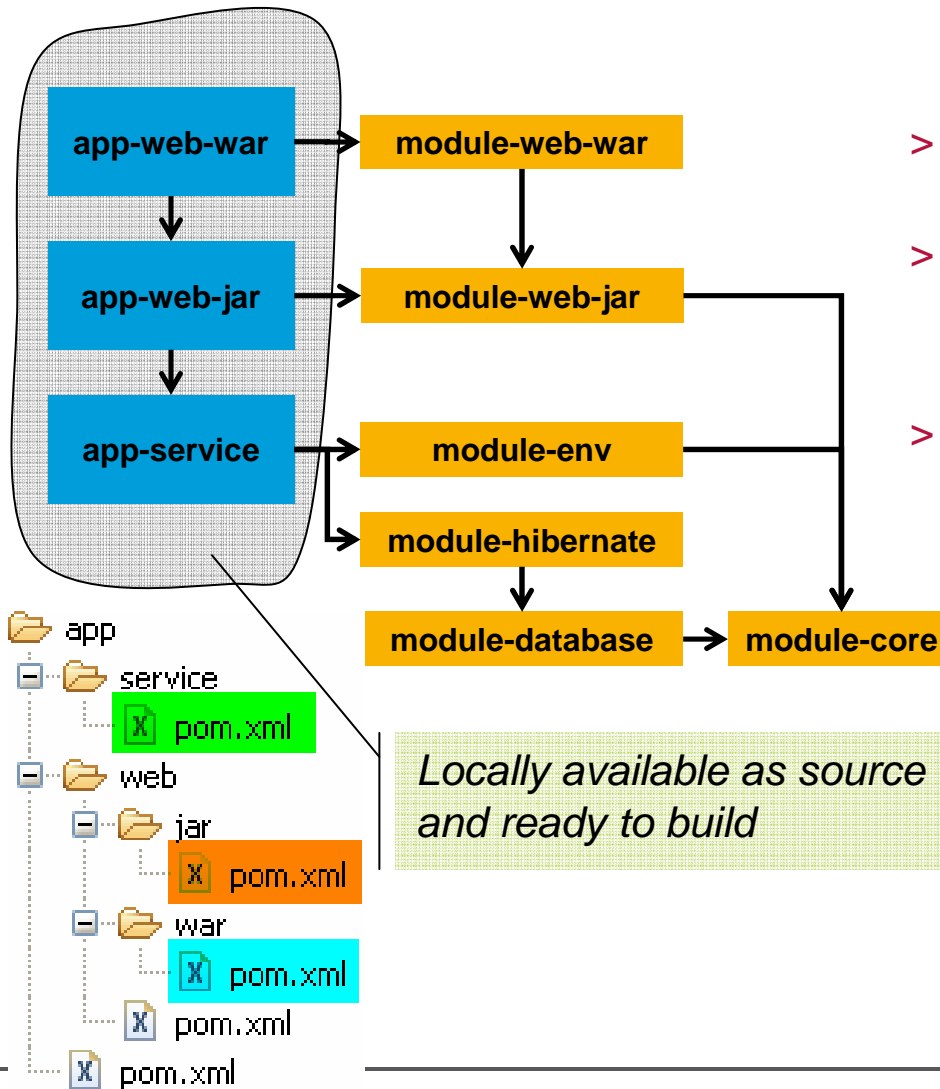 app-web-war
module-web-war
>
app-web-jar
module-web-jar
>
app-service
module-env
>
module-hibernate
module-database
module-core
app
service
pom.xml
web
jar
pom.xml
war
pom.xml
pom.xml
pom.xml
Locally available as source
and ready to build